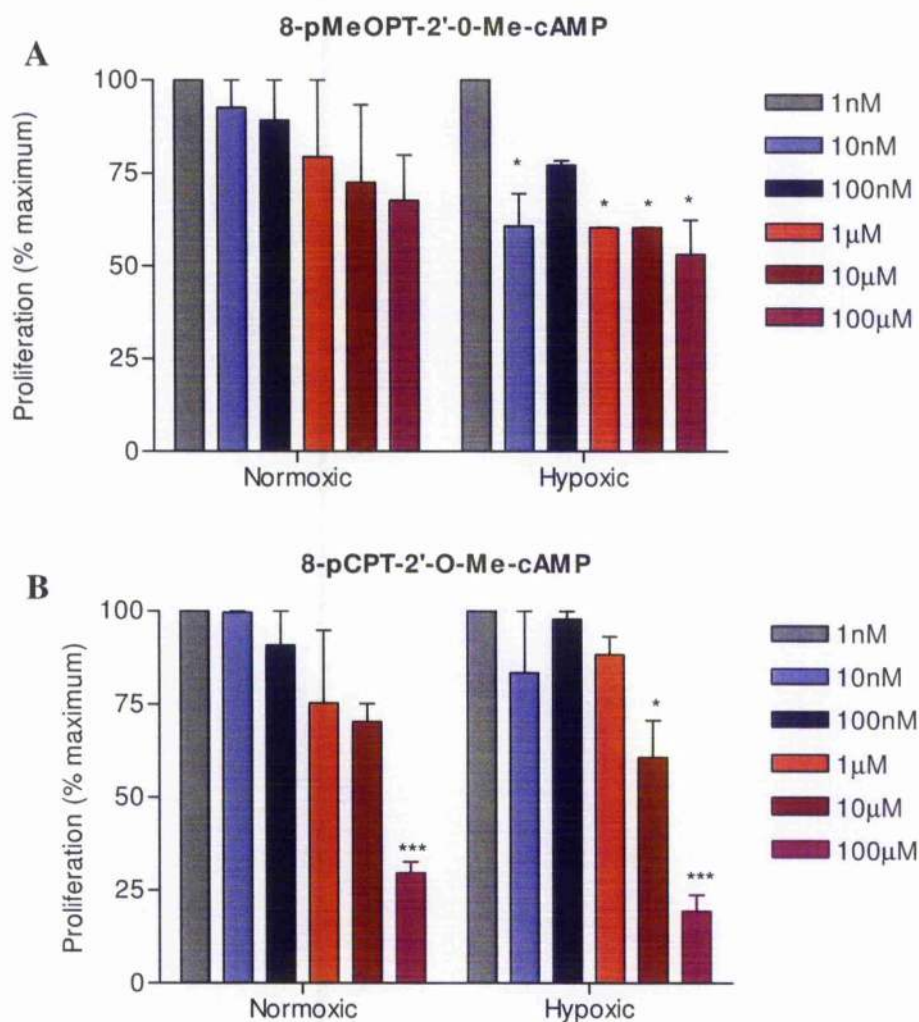 8-pMeOPT-2'-0-Me-cAMP
A
Proliferation (% maximum)
100
75
50
25
0
* * * *
Normoxic Hypoxic
1nM
10nM
100nM
1µM
10µM
100µM
8-pCPT-2'-O-Me-cAMP
B
Proliferation (% maximum)
100
75
50
25
0
*** * ***
Normoxic Hypoxic
1nM
10nM
100nM
1µM
10µM
100µM